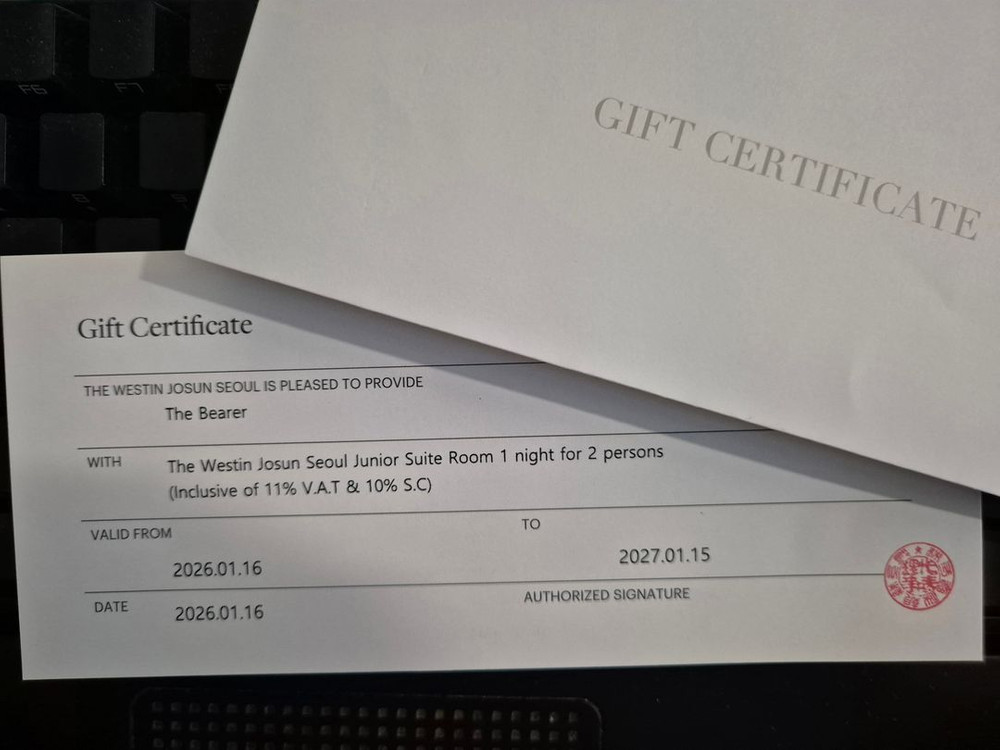 F6
F7
GIFT CERTIFICATE
Gift Certificate
THE WESTIN JOSUN SEOUL IS PLEASED TO PROVIDE
The Bearer
WITH
The Westin Josun Seoul Junior Suite Room 1 night for 2 persons
(Inclusive of 11% V.A.T & 10% S.C)
VALID FROM
TO
2026.01.16
2027.01.15
DATE
AUTHORIZED SIGNATURE
2026.01.16